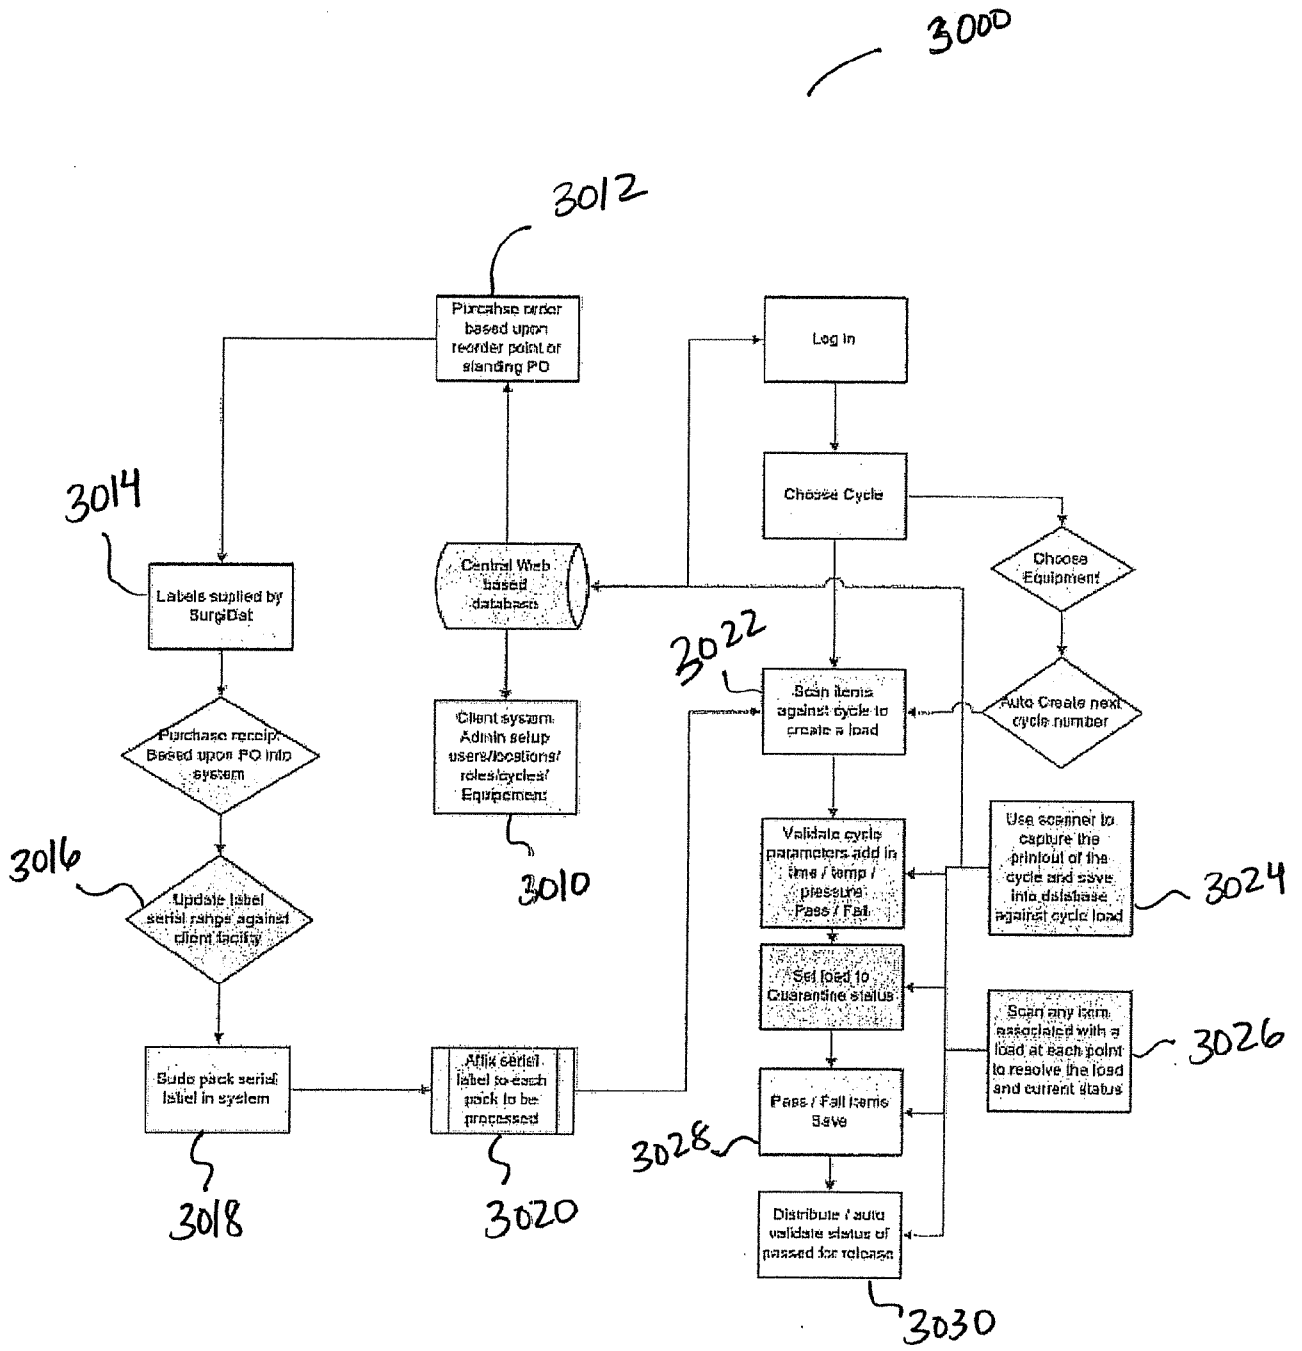 3000
3012
Purcahse order
based upon
reorder point or
standing PO
Log in
3014
Choose Cycle
Labels suplied by
SurgiDat
Central Web
based
database
Choose
Equipment
3022
Scan items
against cycle to
create a load
Auto Create next
cycle number
Purchase receipt
Based upon PO into
system
Client system
Admin setup
users/locations/
roles/cycles/
Equipement
3010
3016
Update label
serial range against
client facility
Validate cycle
parameters add in
time / temp /
pressure
Pass / Fail
Use scanner to
capture the
printout of the
cycle and save
into database
against cycle load
3024
Set load to
Quarantine status
Scan any item
associated with a
load at each point
to resolve the load
and current status
3026
Sudo pack serial
label in system
3018
Affix serial
label to each
pack to be
processed
3020
Pass / Fail items
Save
3028
Distribute / auto
validate status of
passed for release
3030